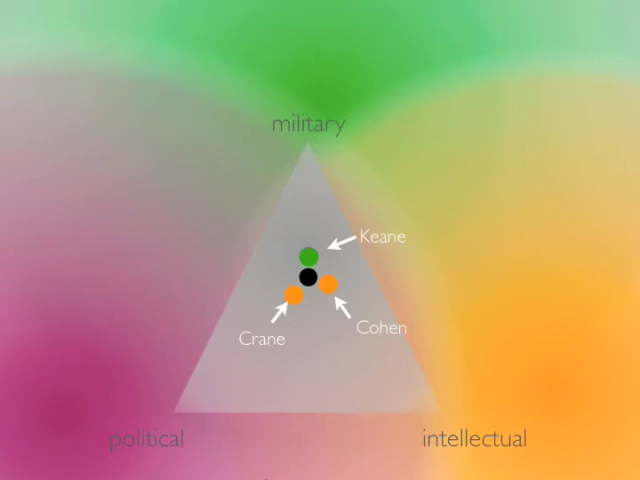 military
Keane
Crane
Cohen
political
intellectual